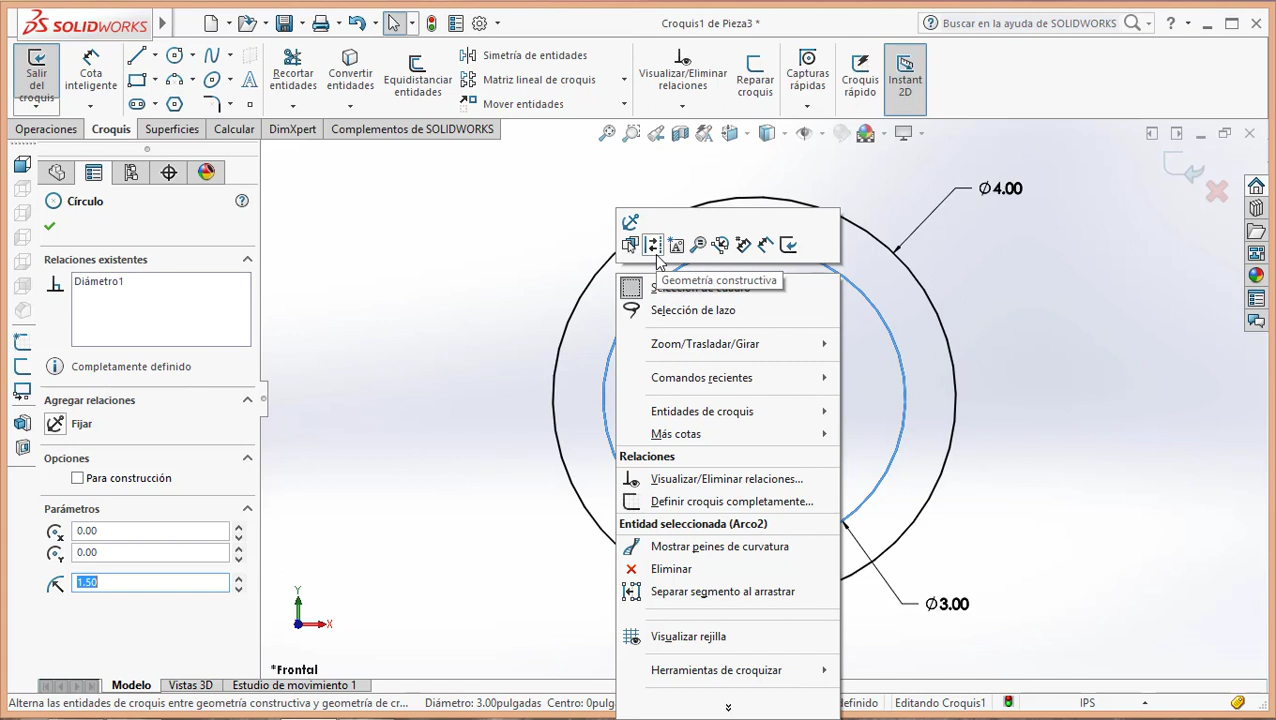 SOLIDWORKS
Croquis1 de Pieza3 *
Buscar en la ayuda de SOLIDWORKS
?
Salir del croquis
Cota inteligente
Recortar entidades
Convertir entidades
Equidistanciar entidades
Simetría de entidades
Matriz lineal de croquis
Mover entidades
Visualizar/Eliminar relaciones
Reparar croquis
Capturas rápidas
Croquis rápido
Instant 2D
Operaciones
Croquis
Superficies
Calcular
DimXpert
Complementos de SOLIDWORKS
Círculo
Relaciones existentes
Diámetro1
Completamente definido
Agregar relaciones
Fijar
Opciones
Para construcción
Parámetros
0.00
0.00
1.50
Ø4.00
Geometría constructiva
Selección de lazo
Zoom/Trasladar/Girar
Comandos recientes
Entidades de croquis
Más cotas
Relaciones
Visualizar/Eliminar relaciones...
Definir croquis completamente...
Entidad seleccionada (Arco2)
Mostrar peines de curvatura
Eliminar
Separar segmento al arrastrar
Visualizar rejilla
Herramientas de croquizar
Ø3.00
Y
X
*Frontal
Modelo
Vistas 3D
Estudio de movimiento 1
Alterna las entidades de croquis entre geometría constructiva y geometría de cr...
Diámetro: 3.00pulgadas
Centro: 0pulg
definido
Editando Croquis1
IPS